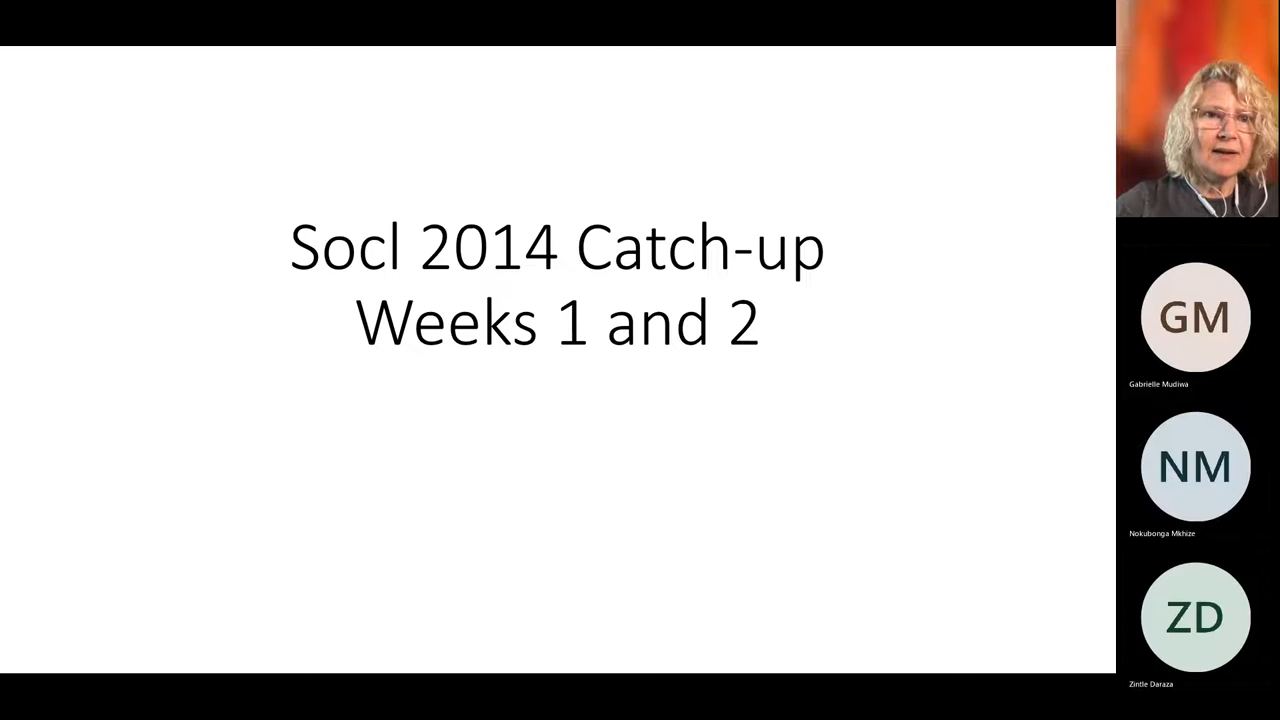 Socl 2014 Catch-up
Weeks 1 and 2
GM
Gabrielle Mudiwa
NM
Nokubonga Mkhize
ZD
Zintle Daraza